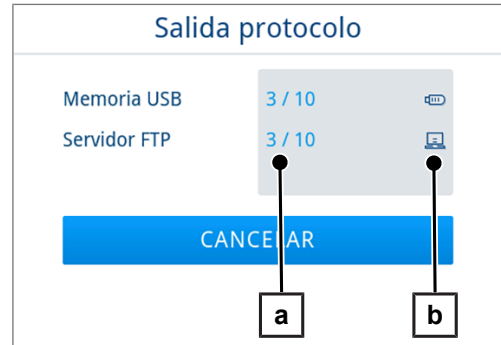 Salida protocolo
Memoria USB 3 / 10
Servidor FTP 3 / 10
CANCELAR
a b